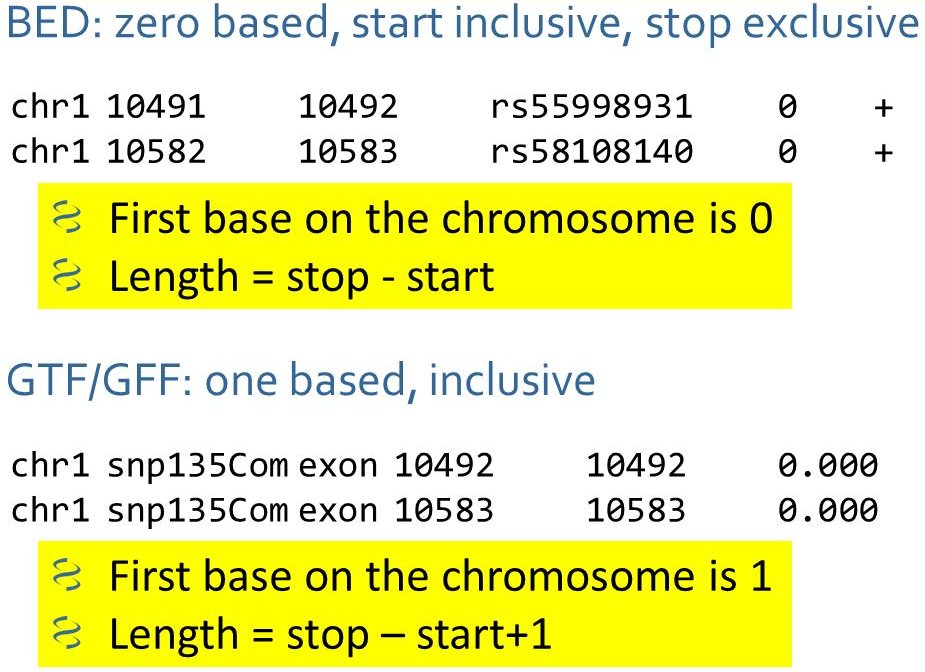 BED: zero based, start inclusive, stop exclusive
chr1 10491 10492 rs55998931 0 +
chr1 10582 10583 rs58108140 0 +
First base on the chromosome is 0
Length = stop - start
GTF/GFF: one based, inclusive
chr1 snp135Com exon 10492 10492 0.000
chr1 snp135Com exon 10583 10583 0.000
First base on the chromosome is 1
Length = stop – start+1